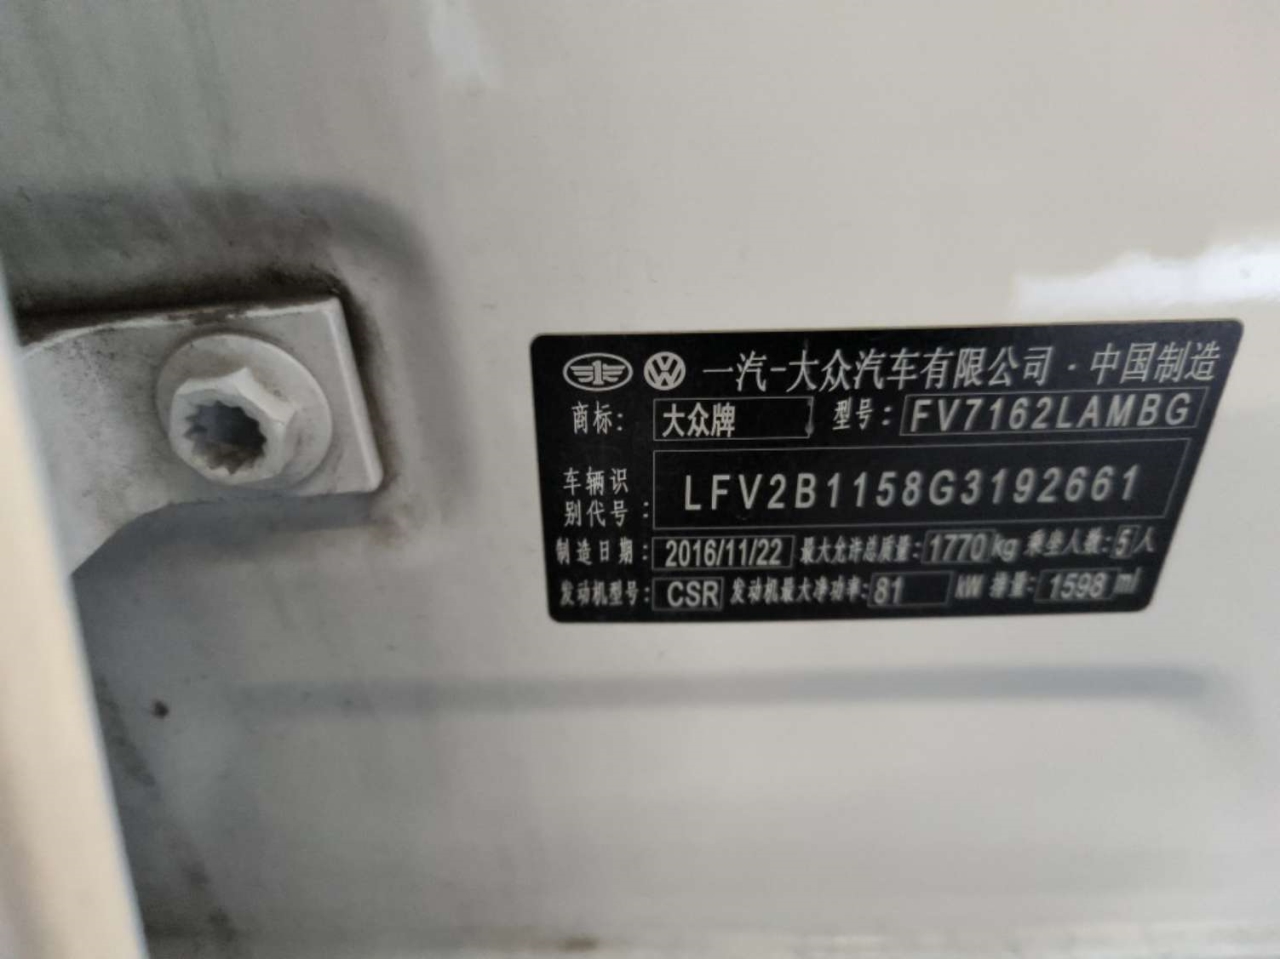 一汽-大众汽车有限公司·中国制造
商标: 大众牌 型号: FV7162LAMBG
车辆识别代号: LFV2B1158G3192661
制造日期: 2016/11/22 最大允许总质量: 1770 kg 乘坐人数: 5 人
发动机型号: CSR 发动机最大净功率: 81 kW 排量: 1598 ml